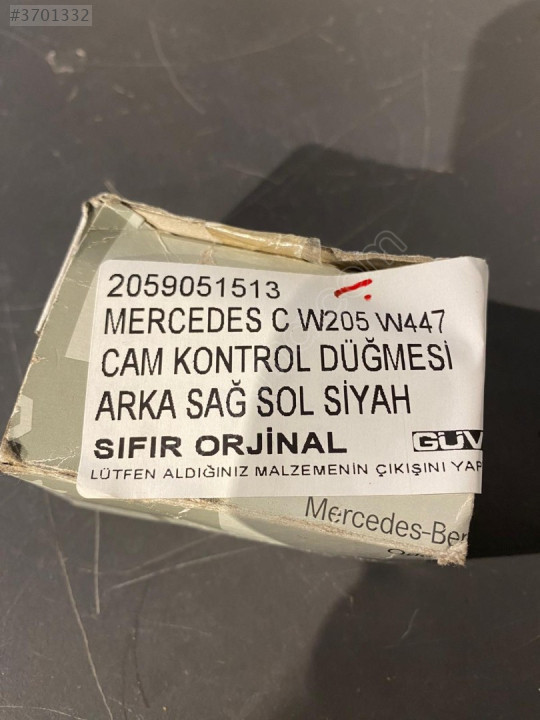 #3701332
2059051513
MERCEDES C W205 W447
CAM KONTROL DÜĞMESİ
ARKA SAĞ SOL SİYAH
SIFIR ORJİNAL GÜV
LÜTFEN ALDIĞINIZ MALZEMENİN ÇIKIŞINI YAP
Mercedes-Ben